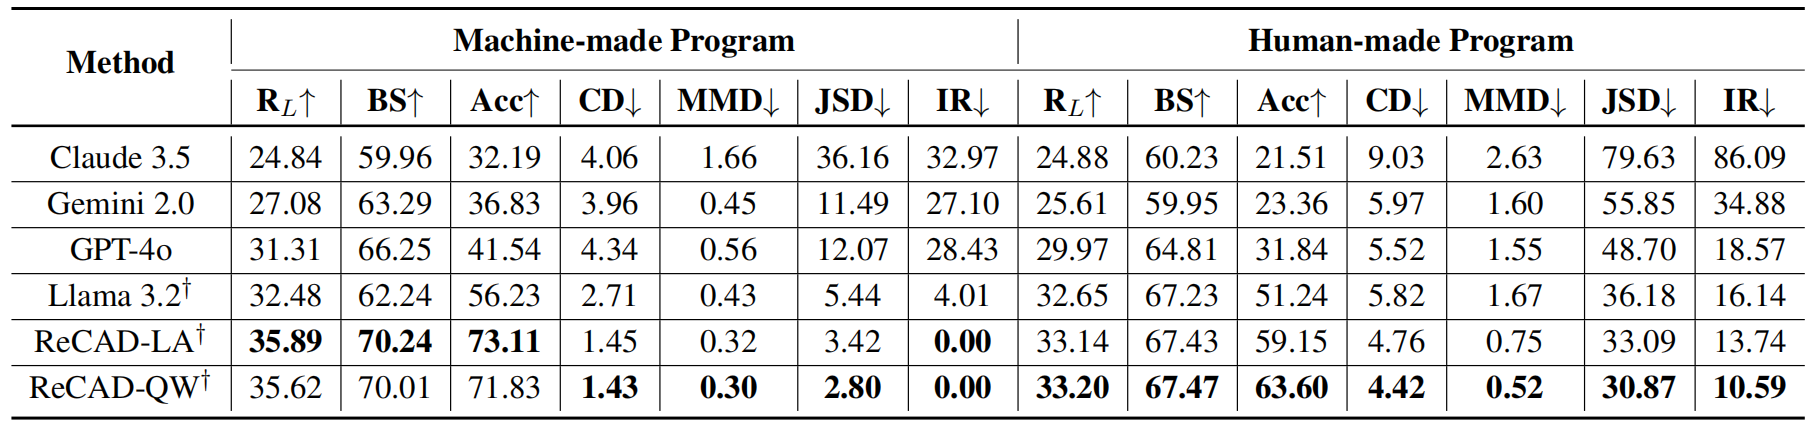 Method Machine-made Program Human-made Program
R_L↑ BS↑ Acc↑ CD↓ MMD↓ JSD↓ IR↓ R_L↑ BS↑ Acc↑ CD↓ MMD↓ JSD↓ IR↓
Claude 3.5 24.84 59.96 32.19 4.06 1.66 36.16 32.97 24.88 60.23 21.51 9.03 2.63 79.63 86.09
Gemini 2.0 27.08 63.29 36.83 3.96 0.45 11.49 27.10 25.61 59.95 23.36 5.97 1.60 55.85 34.88
GPT-4o 31.31 66.25 41.54 4.34 0.56 12.07 28.43 29.97 64.81 31.84 5.52 1.55 48.70 18.57
Llama 3.2† 32.48 62.24 56.23 2.71 0.43 5.44 4.01 32.65 67.23 51.24 5.82 1.67 36.18 16.14
ReCAD-LA† 35.89 70.24 73.11 1.45 0.32 3.42 0.00 33.14 67.43 59.15 4.76 0.75 33.09 13.74
ReCAD-QW† 35.62 70.01 71.83 1.43 0.30 2.80 0.00 33.20 67.47 63.60 4.42 0.52 30.87 10.59